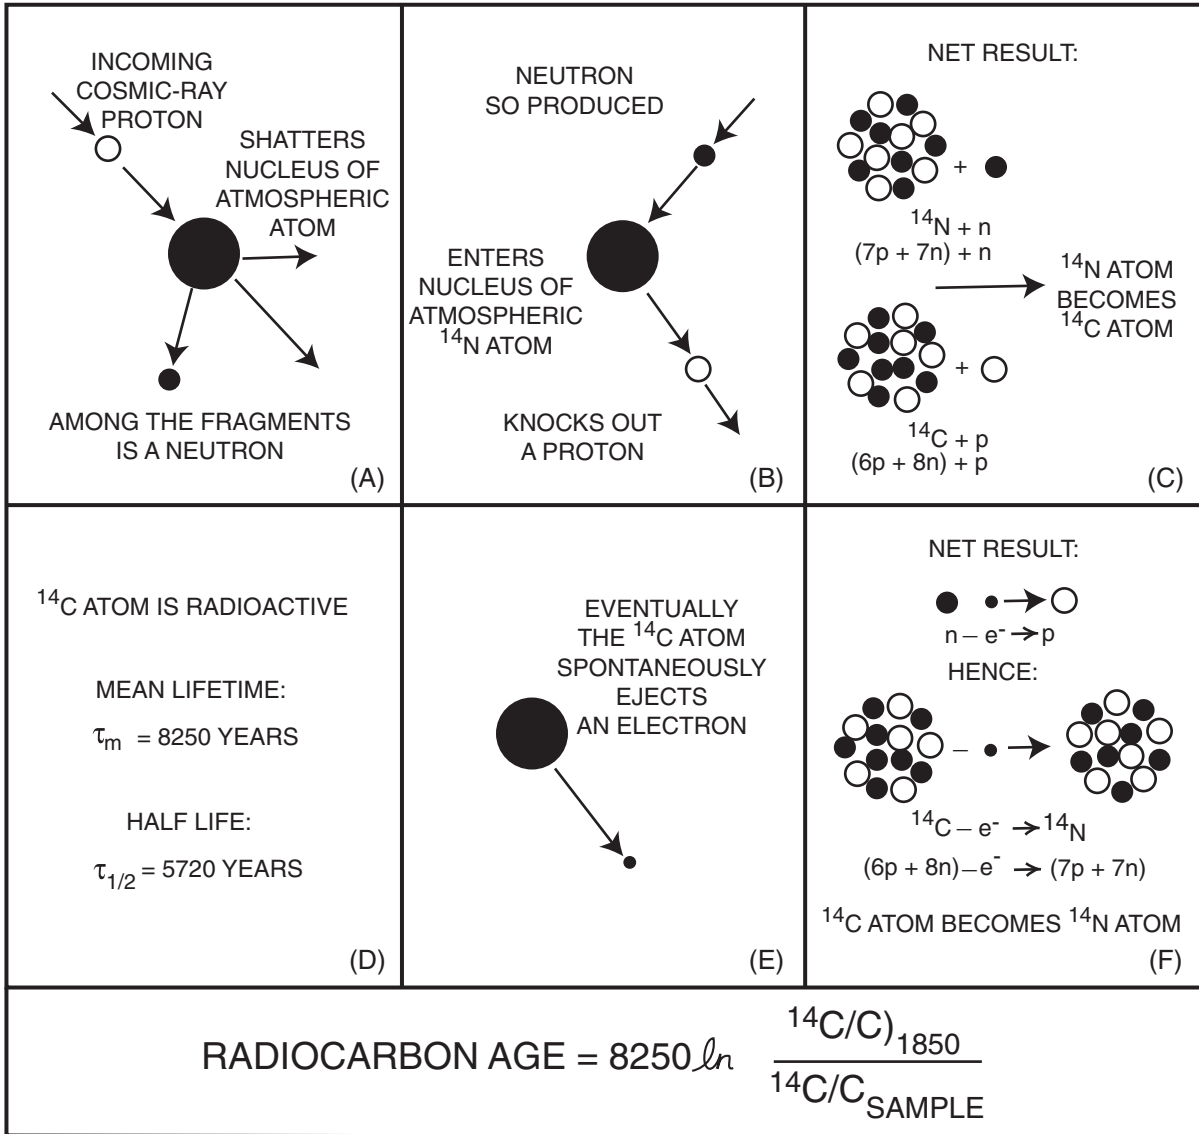 INCOMING
COSMIC-RAY
PROTON
SHATTERS
NUCLEUS OF
ATMOSPHERIC
ATOM
AMONG THE FRAGMENTS
IS A NEUTRON
(A)
NEUTRON
SO PRODUCED
ENTERS
NUCLEUS OF
ATMOSPHERIC
¹⁴N ATOM
KNOCKS OUT
A PROTON
(B)
NET RESULT:
+
¹⁴N + n
(7p + 7n) + n
¹⁴N ATOM
BECOMES
¹⁴C ATOM
+
¹⁴C + p
(6p + 8n) + p
(C)
¹⁴C ATOM IS RADIOACTIVE
MEAN LIFETIME:
τₘ = 8250 YEARS
HALF LIFE:
τ₁/₂ = 5720 YEARS
(D)
EVENTUALLY
THE ¹⁴C ATOM
SPONTANEOUSLY
EJECTS
AN ELECTRON
(E)
NET RESULT:
n – e⁻ → p
HENCE:
–
¹⁴C – e⁻ → ¹⁴N
(6p + 8n) – e⁻ → (7p + 7n)
¹⁴C ATOM BECOMES ¹⁴N ATOM
(F)
RADIOCARBON AGE = 8250 ln
¹⁴C/C)₁₈₅₀
¹⁴C/C SAMPLE